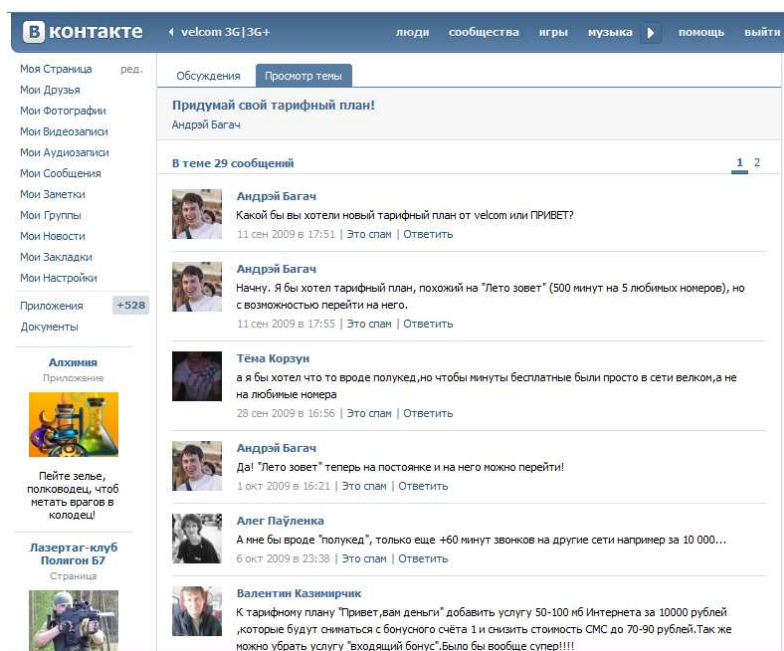 В контакте
velcom 3G|3G+
люди сообщества игры музыка помощь выйти
Моя Страница ред.
Мои Друзья
Мои Фотографии
Мои Видеозаписи
Мои Аудиозаписи
Мои Сообщения
Мои Заметки
Мои Группы
Мои Новости
Мои Закладки
Мои Настройки
Приложения +528
Документы
Алхимия
Приложение
Пейте зелье,
полководец, чтоб
метать врагов в
колодец!
Лазертаг-клуб
Полигон Б7
Страница
Обсуждения Просмотр темы
Придумай свой тарифный план!
Андрэй Багач
В теме 29 сообщений 1 2
Андрэй Багач
Какой бы вы хотели новый тарифный план от velcom или ПРИВЕТ?
11 сен 2009 в 17:51 | Это спам | Ответить
Андрэй Багач
Начну. Я бы хотел тарифный план, похожий на "Лето зовет" (500 минут на 5 любимых номеров), но
с возможностью перейти на него.
11 сен 2009 в 17:55 | Это спам | Ответить
Тёма Корзун
а я бы хотел что то вроде полукед,но чтобы минуты бесплатные были просто в сети велком,а не
на любимые номера
28 сен 2009 в 16:56 | Это спам | Ответить
Андрэй Багач
Да! "Лето зовет" теперь на постоянке и на него можно перейти!
1 окт 2009 в 16:21 | Это спам | Ответить
Алег Паўленка
А мне бы вроде "полукед", только еще +60 минут звонков на другие сети например за 10 000...
6 окт 2009 в 23:38 | Это спам | Ответить
Валентин Казимирчик
К тарифному плану "Привет,вам деньги" добавить услугу 50-100 мб Интернета за 10000 рублей
,которые будут сниматься с бонусного счёта 1 и снизить стоимость СМС до 70-90 рублей.Так же
можно убрать услугу "входящий бонус".Было бы вообще супер!!!!